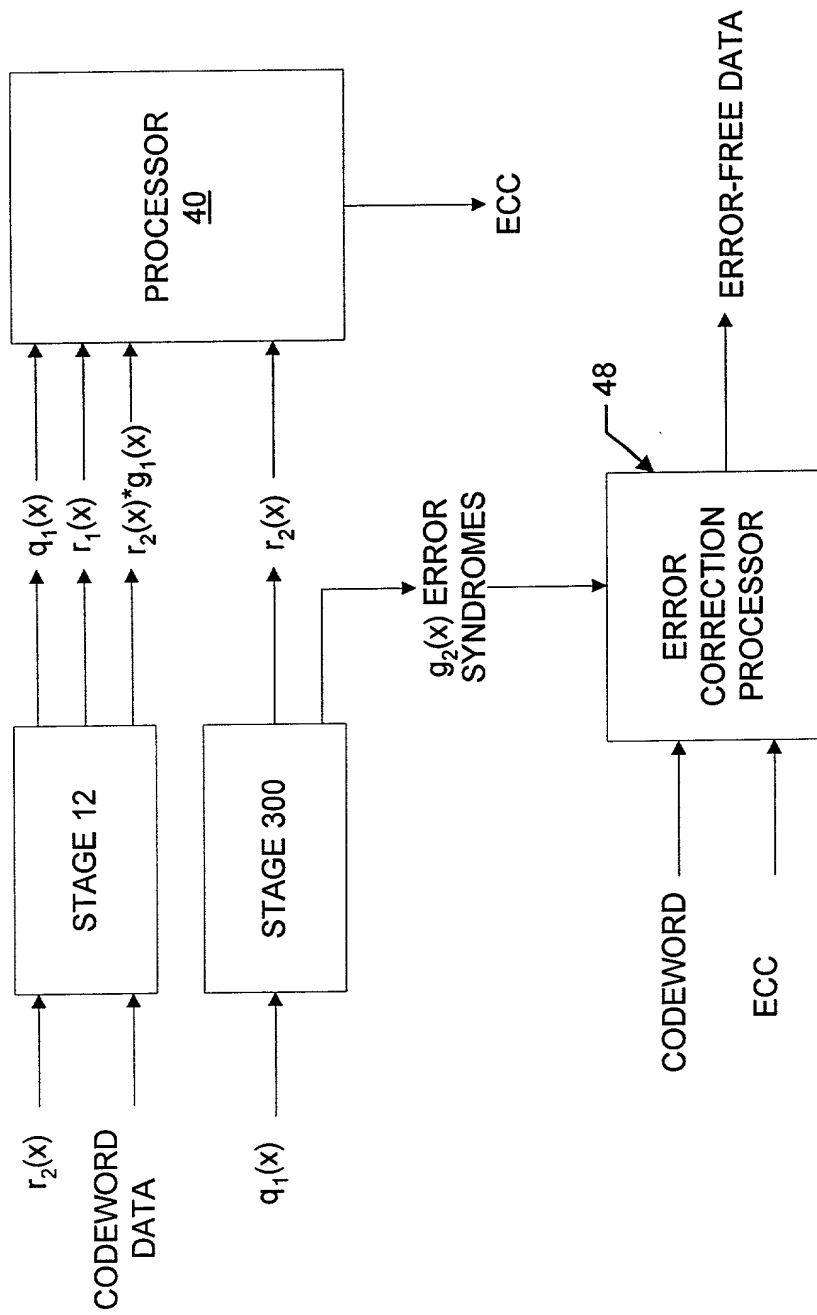 r₂(x)
CODEWORD
DATA
STAGE 12
q₁(x)
r₁(x)
r₂(x)*g₁(x)
PROCESSOR
40
ECC
q₁(x)
STAGE 300
r₂(x)
g₂(x) ERROR
SYNDROMES
48
CODEWORD
ECC
ERROR
CORRECTION
PROCESSOR
ERROR-FREE DATA